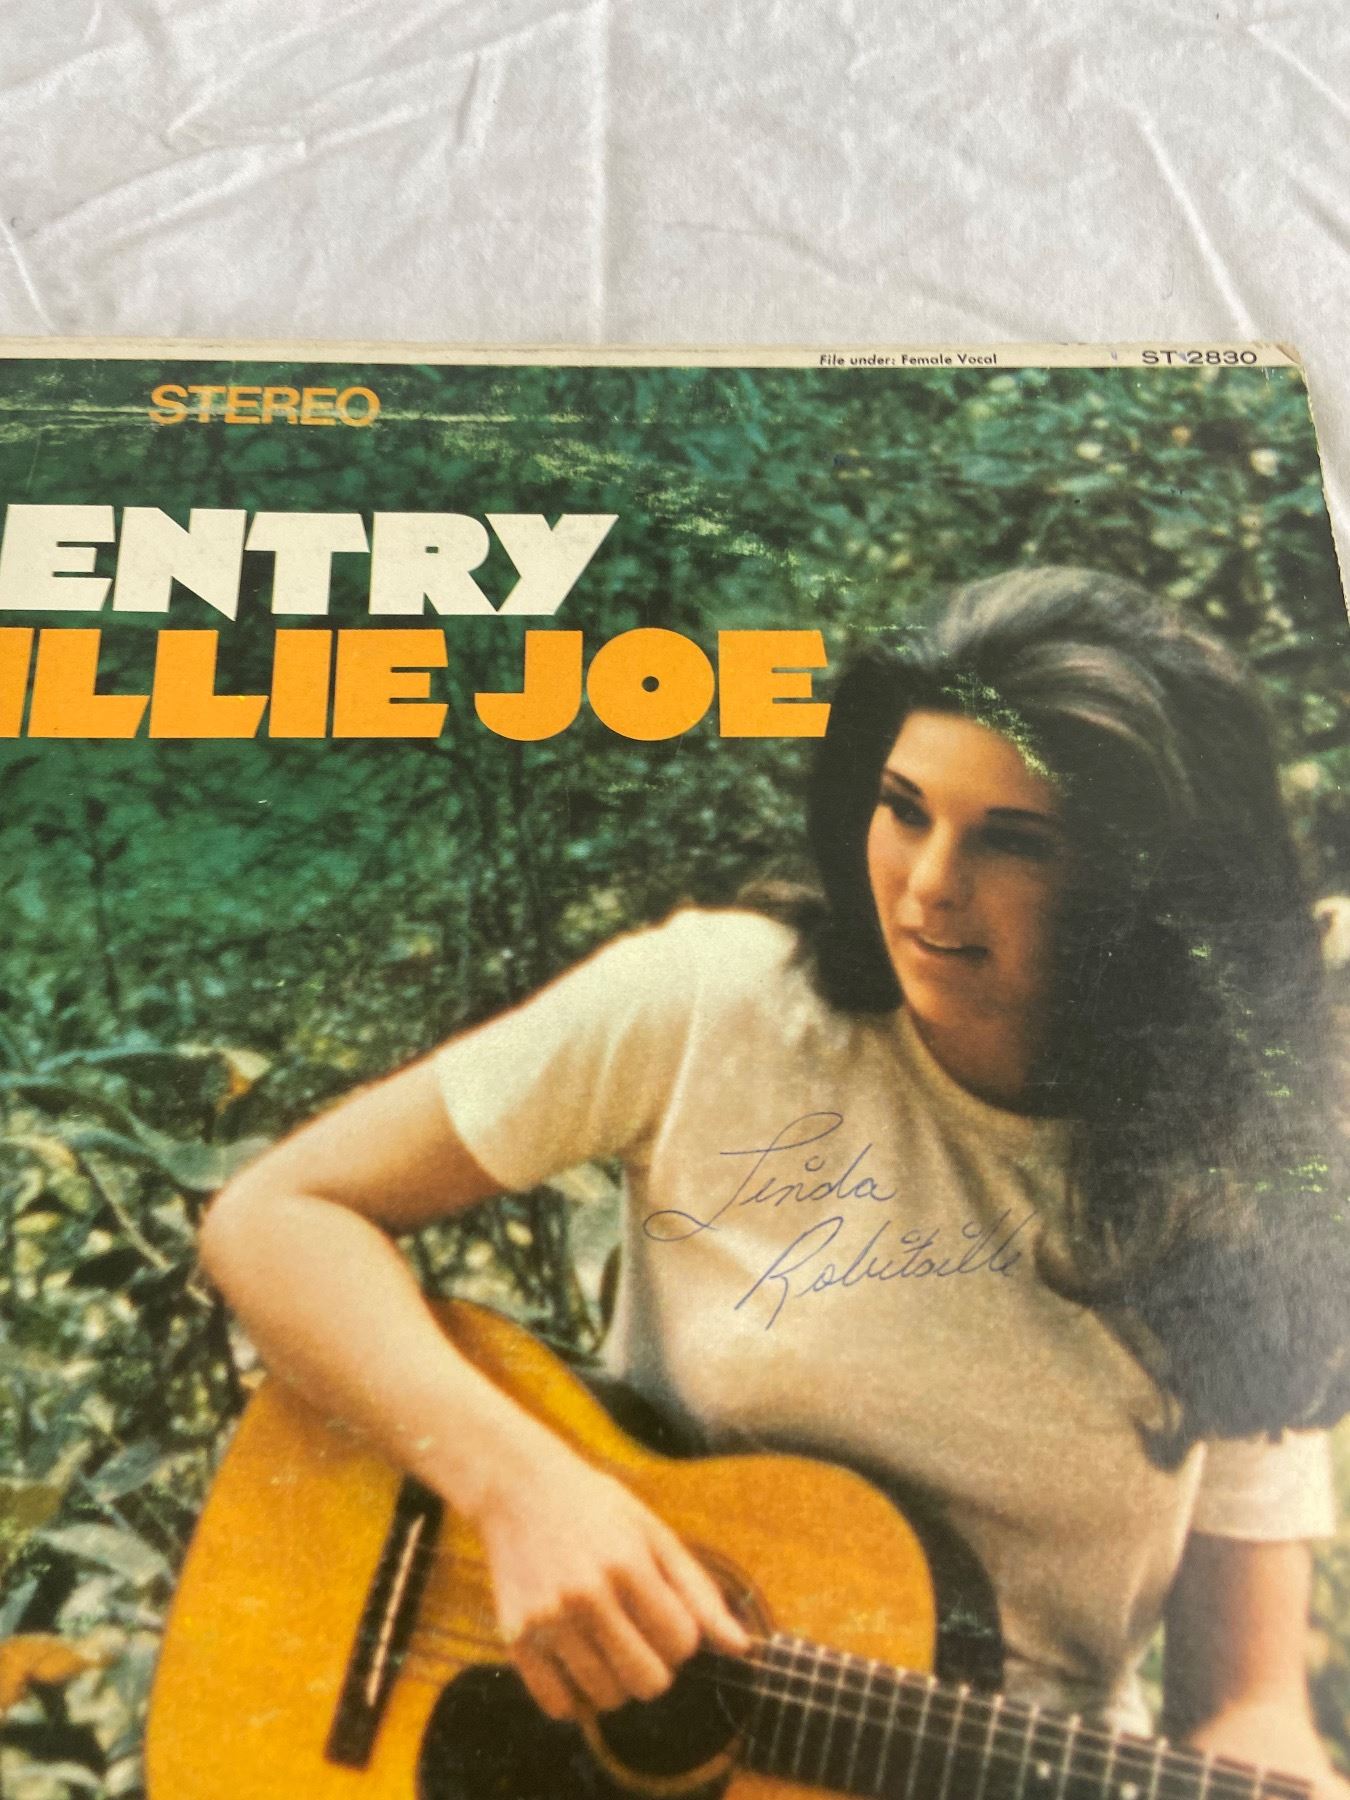 File under: Female Vocal ST 2830
STEREO
ENTRY
ILLIE JOE
Linda
Robitaille